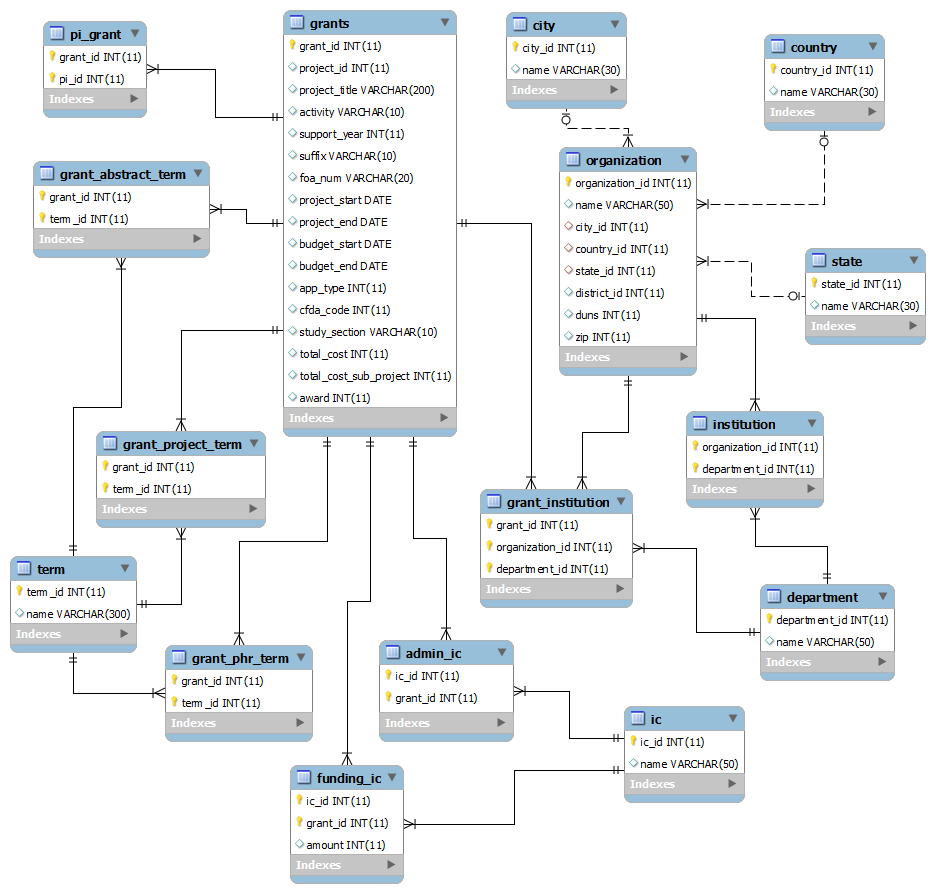 pi_grant
grant_id INT(11)
pi_id INT(11)
Indexes
grants
grant_id INT(11)
project_id INT(11)
project_title VARCHAR(200)
activity VARCHAR(10)
support_year INT(11)
suffix VARCHAR(10)
foa_num VARCHAR(20)
project_start DATE
project_end DATE
budget_start DATE
budget_end DATE
app_type INT(11)
cfda_code INT(11)
study_section VARCHAR(10)
total_cost INT(11)
total_cost_sub_project INT(11)
award INT(11)
Indexes
city
city_id INT(11)
name VARCHAR(30)
Indexes
country
country_id INT(11)
name VARCHAR(30)
Indexes
grant_abstract_term
grant_id INT(11)
term_id INT(11)
Indexes
organization
organization_id INT(11)
name VARCHAR(50)
city_id INT(11)
country_id INT(11)
state_id INT(11)
district_id INT(11)
duns INT(11)
zip INT(11)
Indexes
state
state_id INT(11)
name VARCHAR(30)
Indexes
grant_project_term
grant_id INT(11)
term_id INT(11)
Indexes
institution
organization_id INT(11)
department_id INT(11)
Indexes
grant_institution
grant_id INT(11)
organization_id INT(11)
department_id INT(11)
Indexes
term
term_id INT(11)
name VARCHAR(300)
Indexes
department
department_id INT(11)
name VARCHAR(50)
Indexes
grant_phr_term
grant_id INT(11)
term_id INT(11)
Indexes
admin_ic
ic_id INT(11)
grant_id INT(11)
Indexes
ic
ic_id INT(11)
name VARCHAR(50)
Indexes
funding_ic
ic_id INT(11)
grant_id INT(11)
amount INT(11)
Indexes